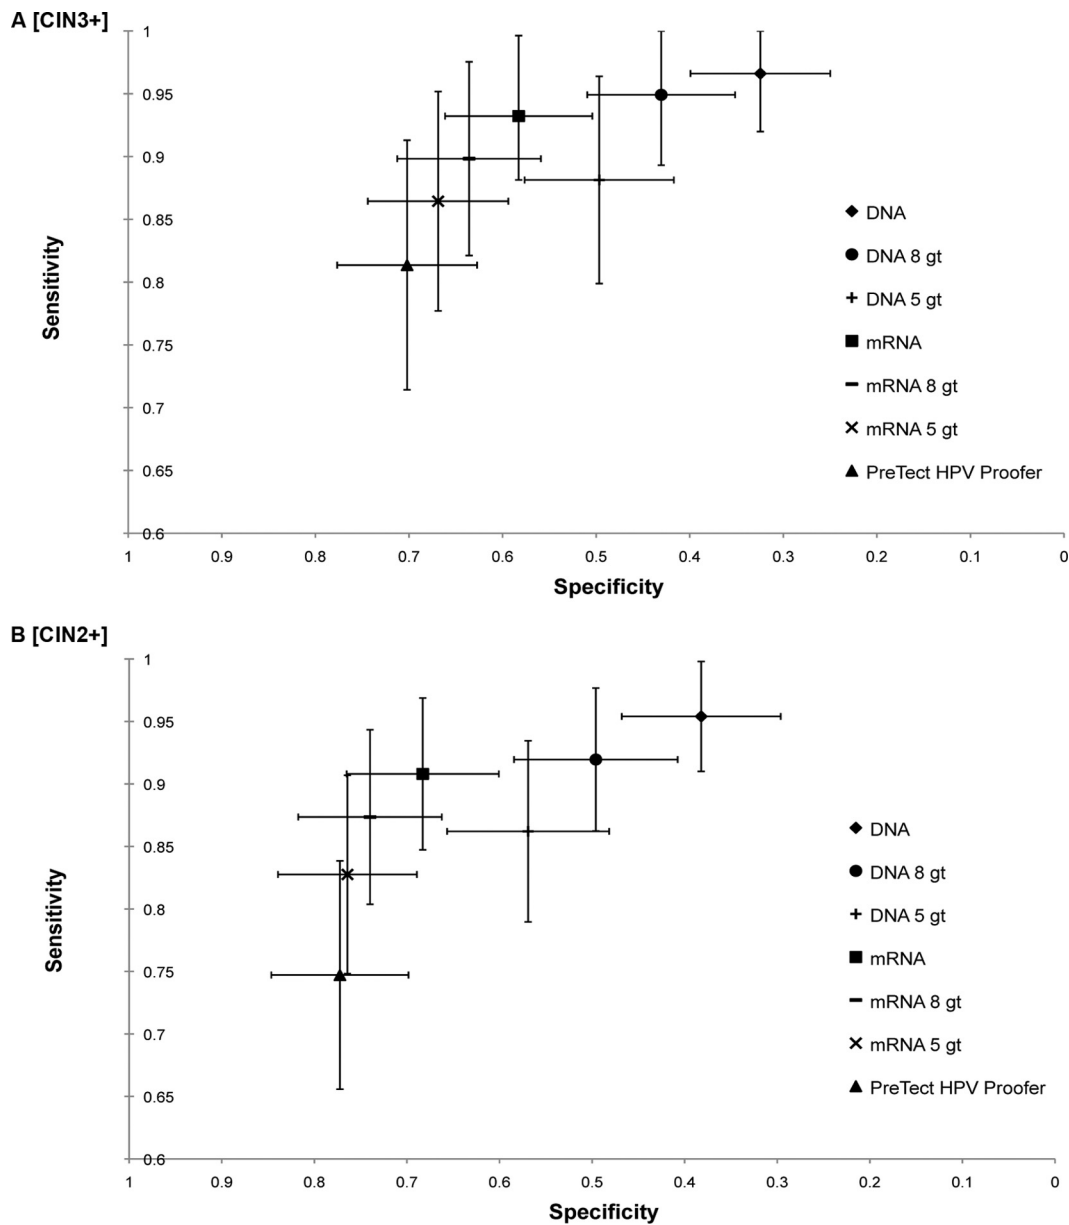 A [CIN3+]
1
0.95
0.9
0.85
0.8
0.75
0.7
0.65
0.6
Sensitivity
DNA
DNA 8 gt
DNA 5 gt
mRNA
mRNA 8 gt
mRNA 5 gt
PreTect HPV Proofer
1 0.9 0.8 0.7 0.6 0.5 0.4 0.3 0.2 0.1 0
Specificity
B [CIN2+]
1
0.95
0.9
0.85
0.8
0.75
0.7
0.65
0.6
Sensitivity
DNA
DNA 8 gt
DNA 5 gt
mRNA
mRNA 8 gt
mRNA 5 gt
PreTect HPV Proofer
1 0.9 0.8 0.7 0.6 0.5 0.4 0.3 0.2 0.1 0
Specificity